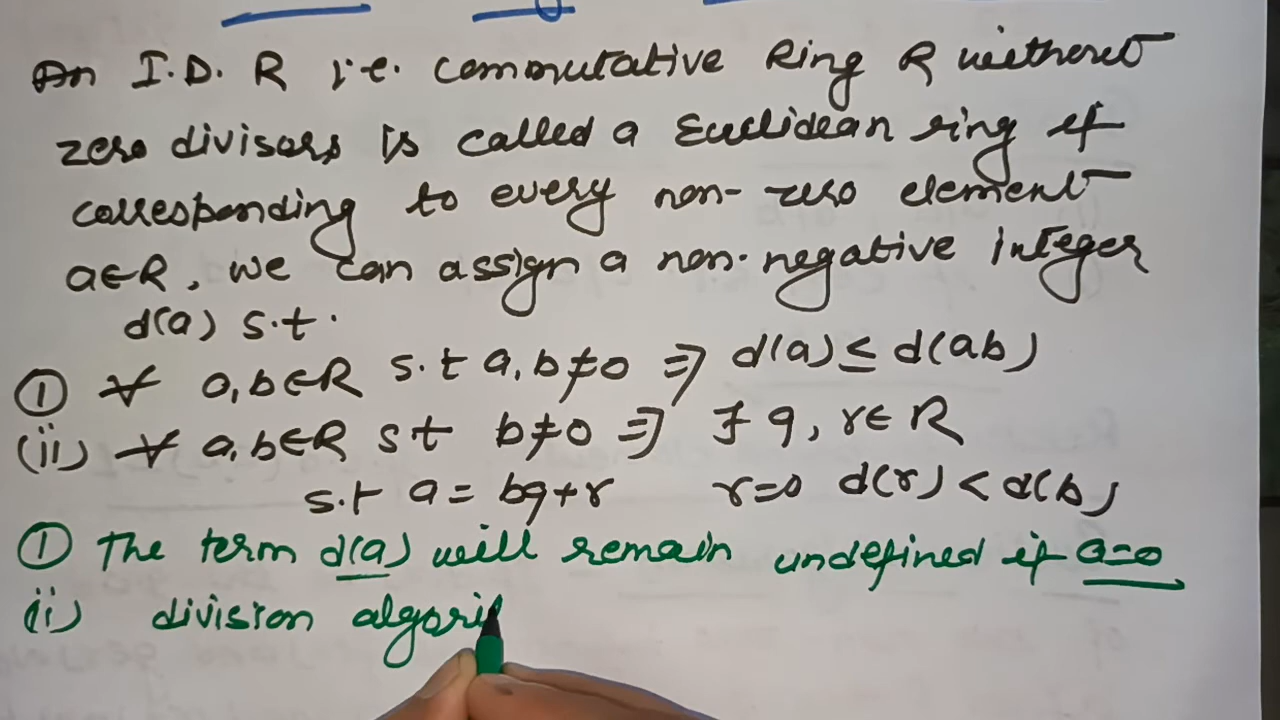 An I.D. R i.e. commutative Ring R without
zero divisors is called a Euclidean ring if
corresponding to every non-zero element
a∈R, we can assign a non-negative integer
d(a) s.t.
① ∀ a,b∈R s.t a,b≠0 ⇒ d(a) ≤ d(ab)
(ii) ∀ a,b∈R s t b≠0 ⇒ ∃ q, r∈R
s.t a = bq+r r=0 d(r) < d(b)
① The term d(a) will remain undefined if a=0
(ii) division algori